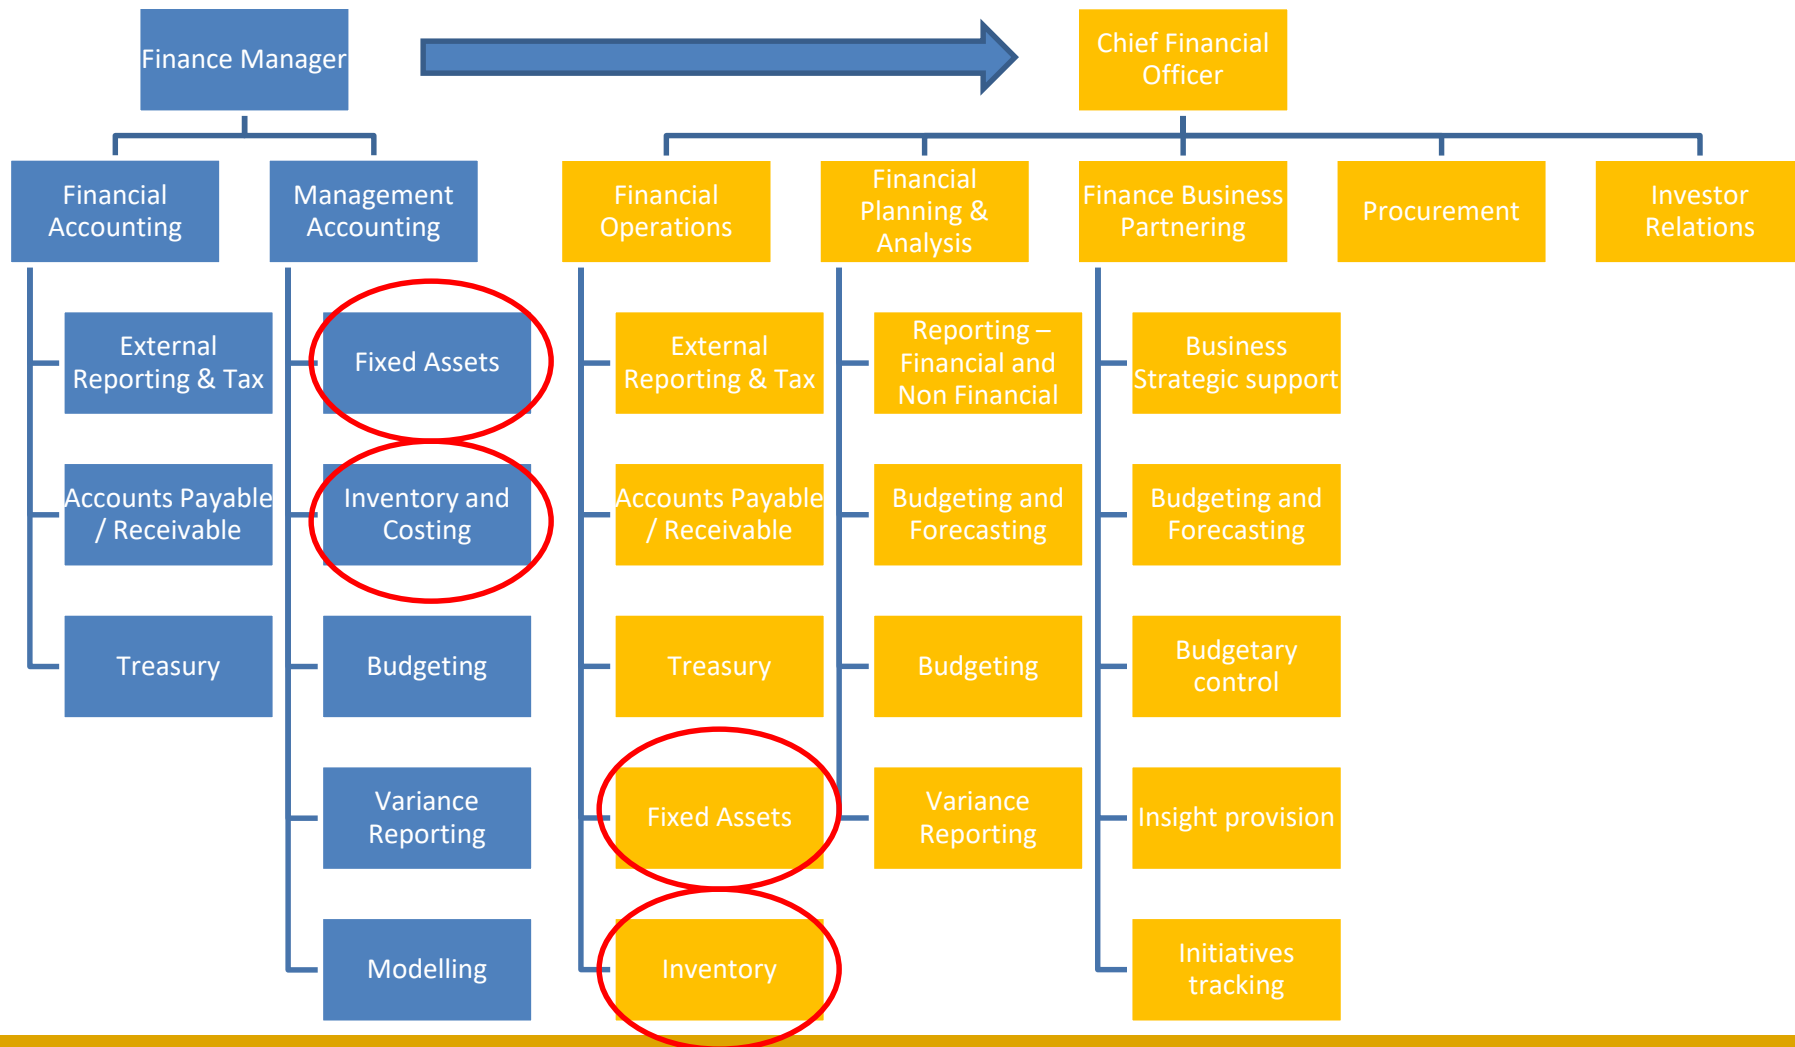 Finance Manager
Chief Financial
Officer
Financial
Accounting
Management
Accounting
Financial
Operations
Financial
Planning &
Analysis
Finance Business
Partnering
Procurement
Investor
Relations
External
Reporting & Tax
Fixed Assets
External
Reporting & Tax
Reporting –
Financial and
Non Financial
Business
Strategic support
Accounts Payable
/ Receivable
Inventory and
Costing
Accounts Payable
/ Receivable
Budgeting and
Forecasting
Budgeting and
Forecasting
Treasury
Budgeting
Treasury
Budgeting
Budgetary
control
Variance
Reporting
Fixed Assets
Variance
Reporting
Insight provision
Modelling
Inventory
Initiatives
tracking